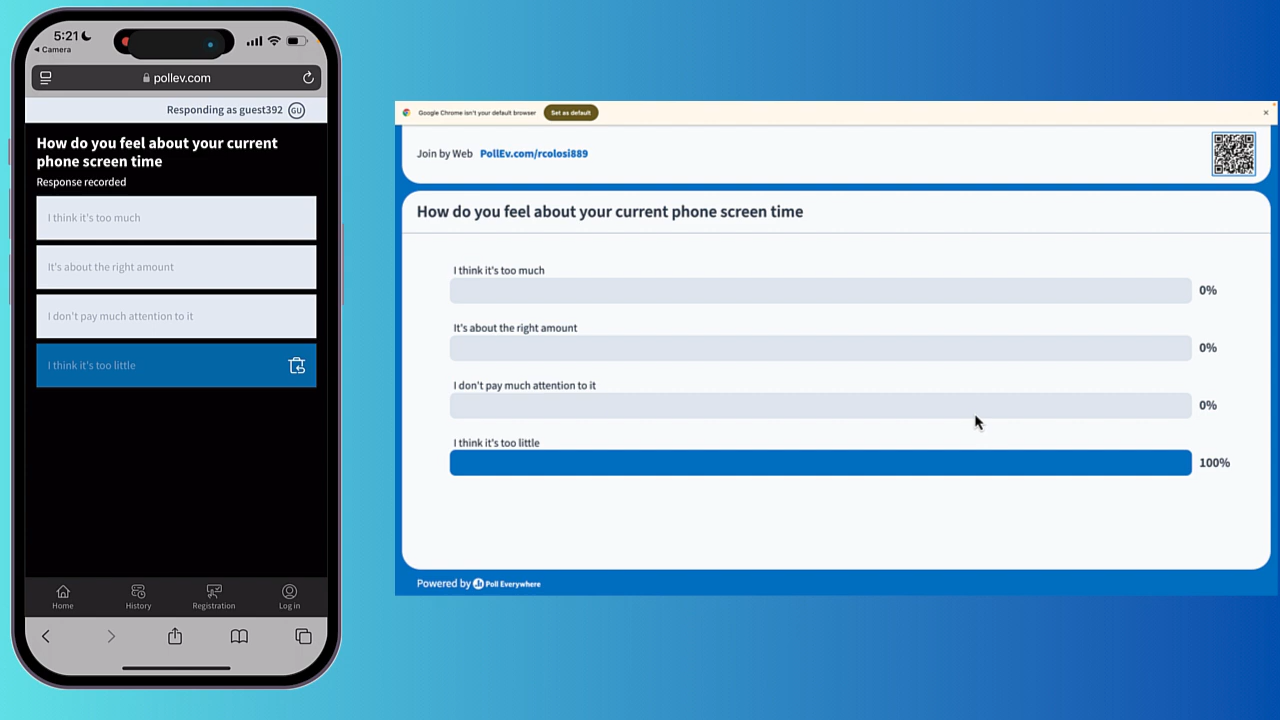 5:21
Camera
pollev.com
Responding as guest392
GU
How do you feel about your current
phone screen time
Response recorded
I think it's too much
It's about the right amount
I don't pay much attention to it
I think it's too little
Home
History
Registration
Log in
Google Chrome isn't your default browser
Set as default
Join by Web PollEv.com/rcolosi889
How do you feel about your current phone screen time
I think it's too much
0%
It's about the right amount
0%
I don't pay much attention to it
0%
I think it's too little
100%
Powered by Poll Everywhere